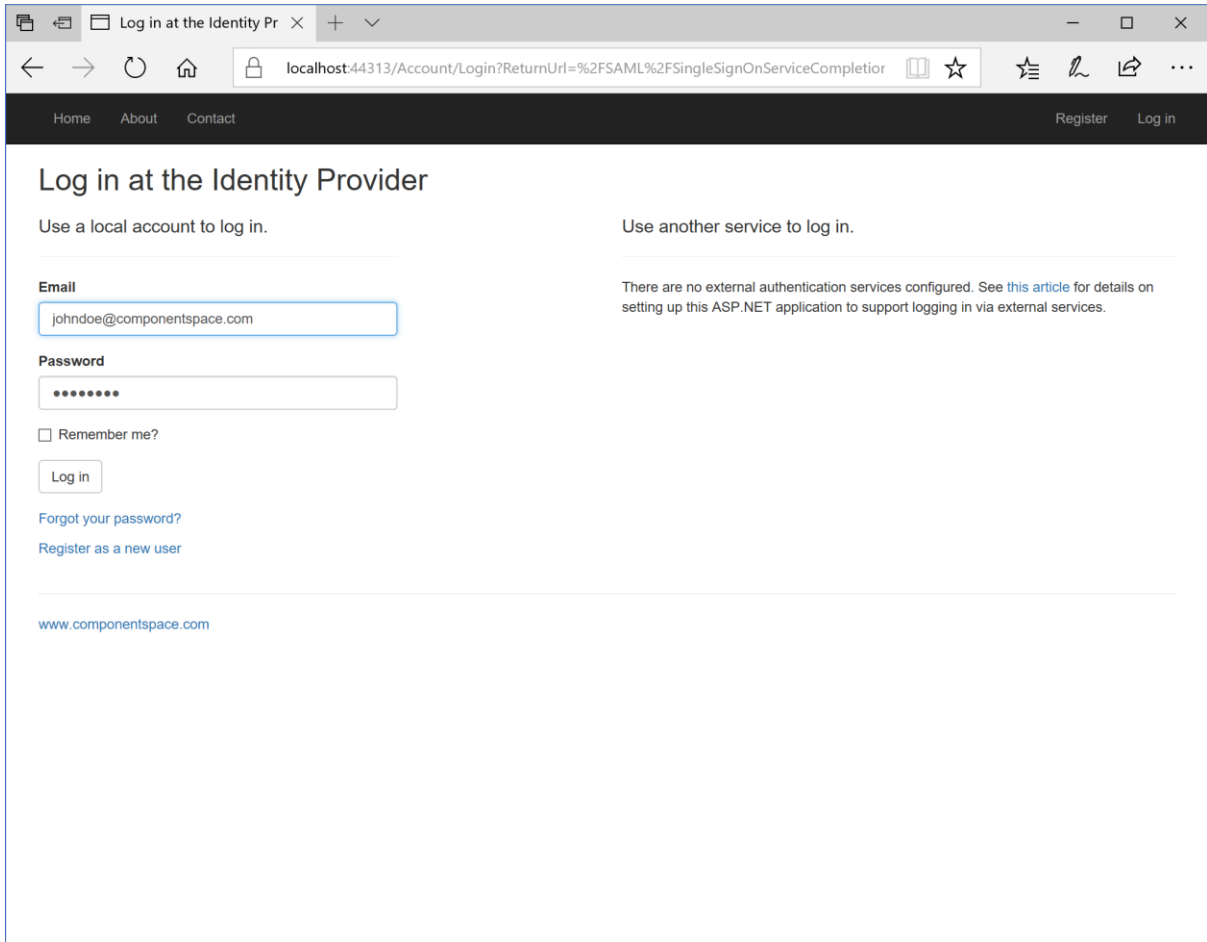 Log in at the Identity Pr
localhost:44313/Account/Login?ReturnUrl=%2FSAML%2FSingleSignOnServiceCompletior
Home About Contact Register Log in
Log in at the Identity Provider
Use a local account to log in.
Email
johndoe@componentspace.com
Password
Remember me?
Log in
Forgot your password?
Register as a new user
Use another service to log in.
There are no external authentication services configured. See this article for details on
setting up this ASP.NET application to support logging in via external services.
www.componentspace.com